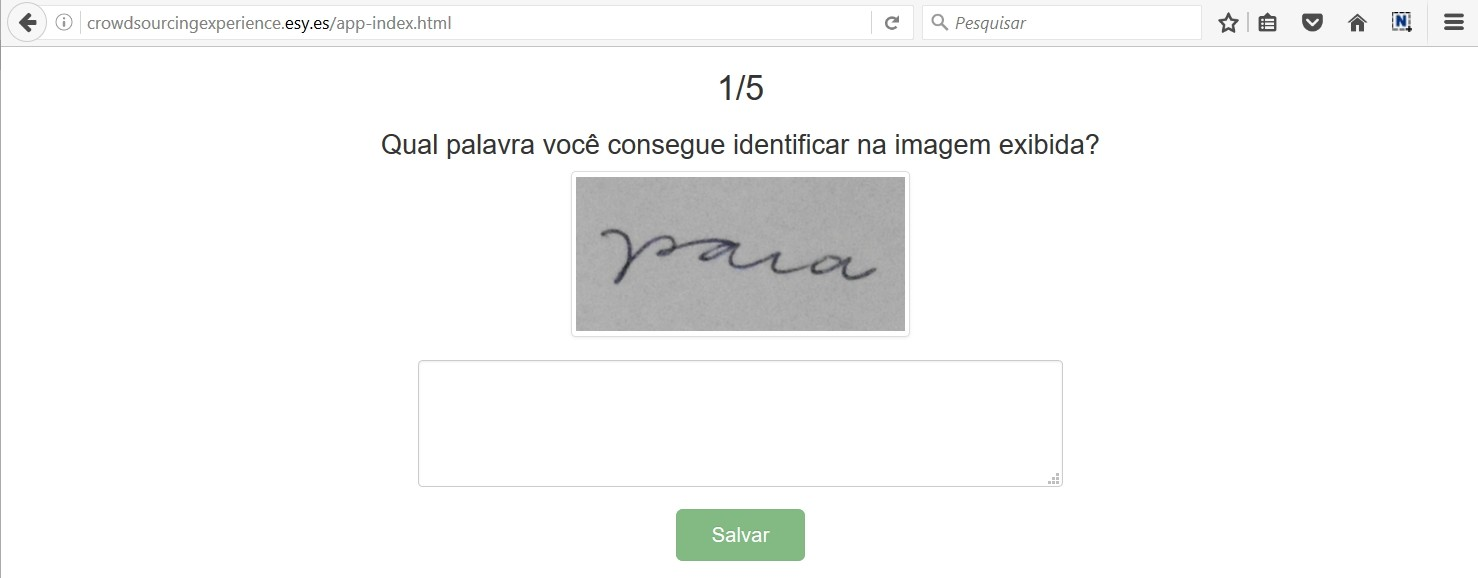 crowdsourcingexperience.esy.es/app-index.html
Pesquisar
N
1/5
Qual palavra você consegue identificar na imagem exibida?
para
Salvar